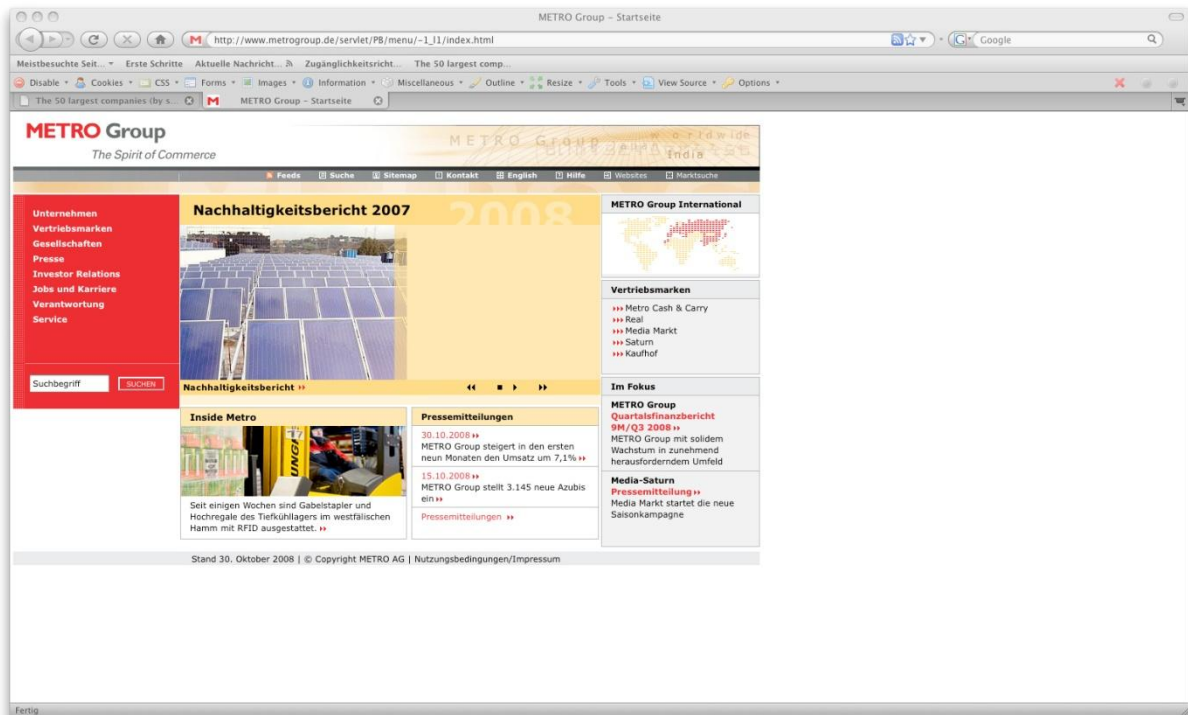 METRO Group – Startseite
http://www.metrogroup.de/servlet/PB/menu/-1_l1/index.html
Google
Meistbesuchte Seit... Erste Schritte Aktuelle Nachricht... Zugänglichkeitsricht... The 50 largest comp...
Disable Cookies CSS Forms Images Information Miscellaneous Outline Resize Tools View Source Options
The 50 largest companies (by s... METRO Group – Startseite
METRO Group
The Spirit of Commerce
METRO Group
worldwide
India
Feeds Suche Sitemap Kontakt English Hilfe Websites Marktsuche
Unternehmen
Vertriebsmarken
Gesellschaften
Presse
Investor Relations
Jobs und Karriere
Verantwortung
Service
Suchbegriff SUCHEN
Nachhaltigkeitsbericht 2007
2008
Nachhaltigkeitsbericht
Inside Metro
Seit einigen Wochen sind Gabelstapler und
Hochregale des Tiefkühllagers im westfälischen
Hamm mit RFID ausgestattet.
Pressemitteilungen
30.10.2008
METRO Group steigert in den ersten
neun Monaten den Umsatz um 7,1%
15.10.2008
METRO Group stellt 3.145 neue Azubis
ein
Pressemitteilungen
METRO Group International
Vertriebsmarken
Metro Cash & Carry
Real
Media Markt
Saturn
Kaufhof
Im Fokus
METRO Group
Quartalsfinanzbericht
9M/Q3 2008
METRO Group mit solidem
Wachstum in zunehmend
herausforderndem Umfeld
Media-Saturn
Pressemitteilung
Media Markt startet die neue
Saisonkampagne
Stand 30. Oktober 2008 | © Copyright METRO AG | Nutzungsbedingungen/Impressum
Fertig